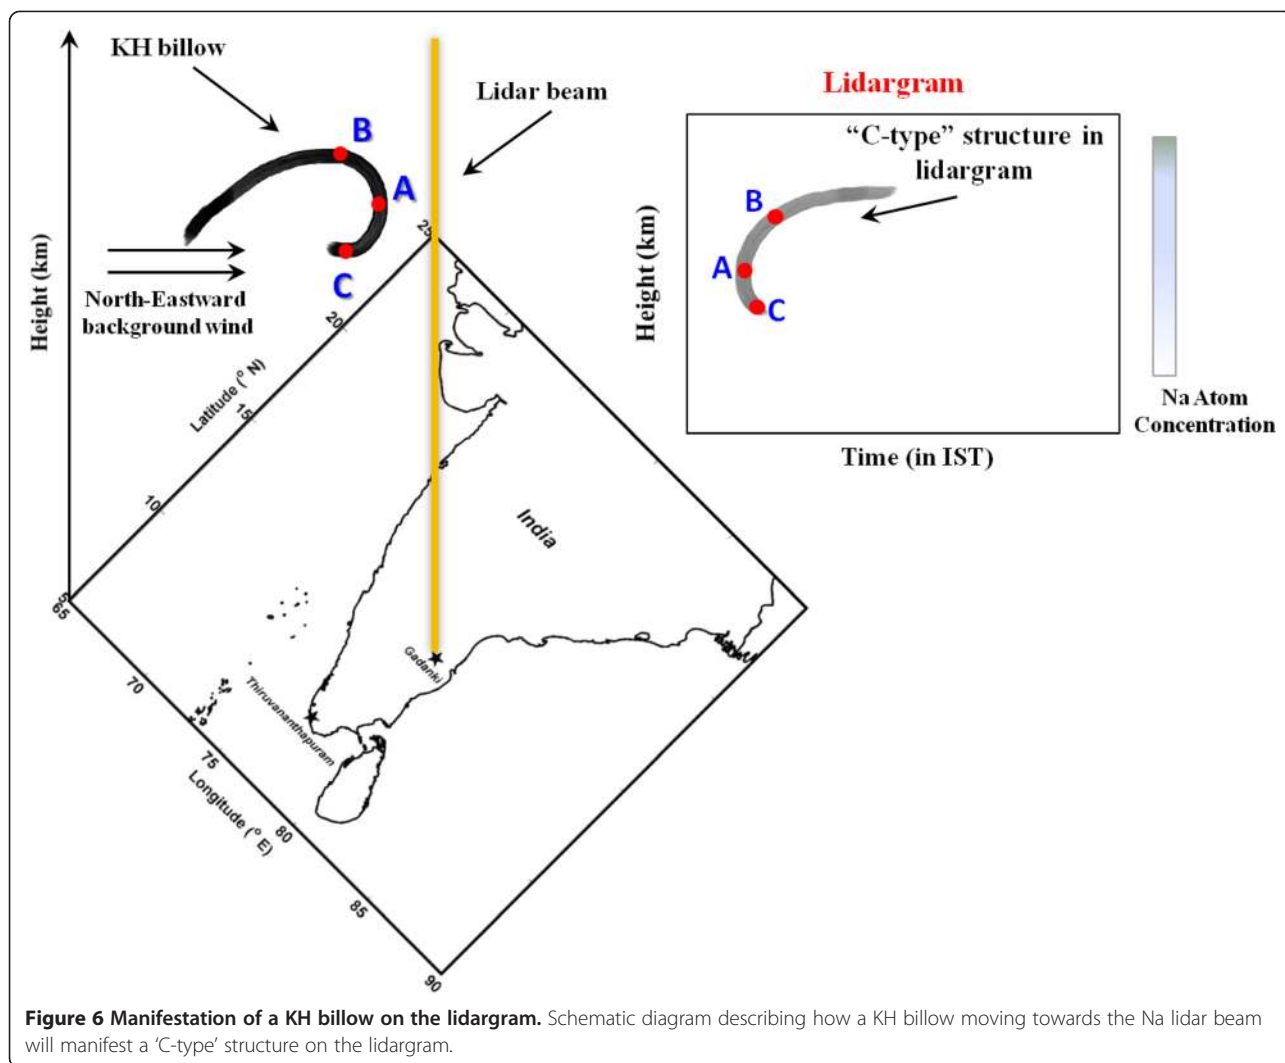 KH billow
Lidar beam
B
A
C
North-Eastward
background wind
Height (km)
25
20
15
10
5
Latitude (° N)
65
70
75
80
85
90
Longitude (° E)
India
Gadanki
Thiruvananthapuram
Lidargram
“C-type” structure in
lidargram
B
A
C
Height (km)
Time (in IST)
Na Atom
Concentration
Figure 6 Manifestation of a KH billow on the lidargram. Schematic diagram describing how a KH billow moving towards the Na lidar beam
will manifest a ‘C-type’ structure on the lidargram.